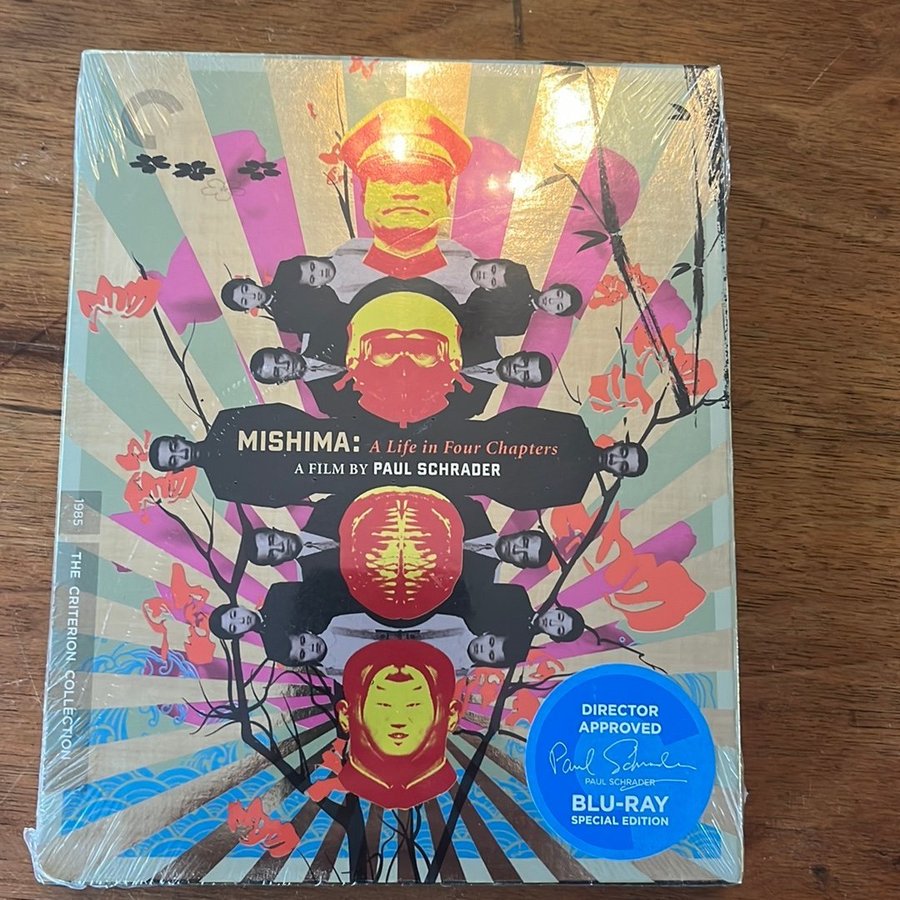 MISHIMA: A Life in Four Chapters
A FILM BY PAUL SCHRADER
1985 THE CRITERION COLLECTION
DIRECTOR
APPROVED
Paul Schrader
PAUL SCHRADER
BLU-RAY
SPECIAL EDITION